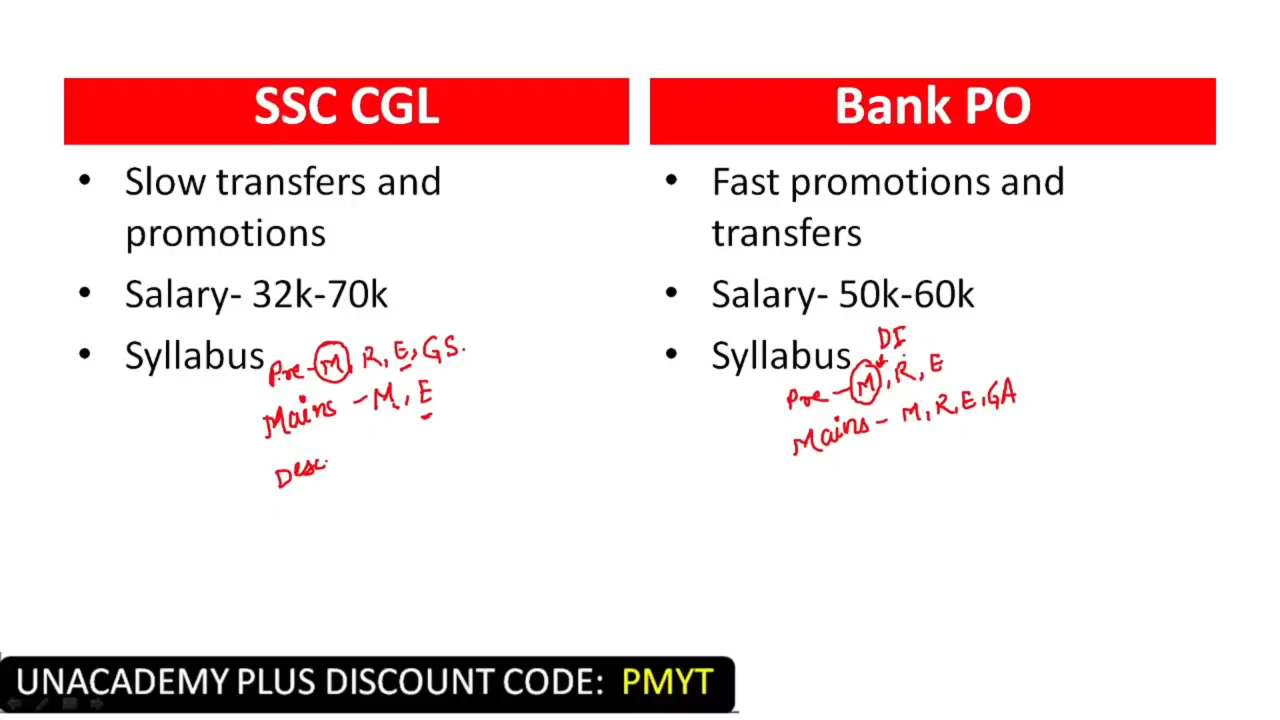 SSC CGL
• Slow transfers and
promotions
• Salary- 32k-70k
• Syllabus
Pre - M, R, E, GS.
Mains - M, E
Desc.
Bank PO
• Fast promotions and
transfers
• Salary- 50k-60k
• Syllabus
DI
Pre - M, R, E
Mains - M, R, E, GA
UNACADEMY PLUS DISCOUNT CODE: PMYT